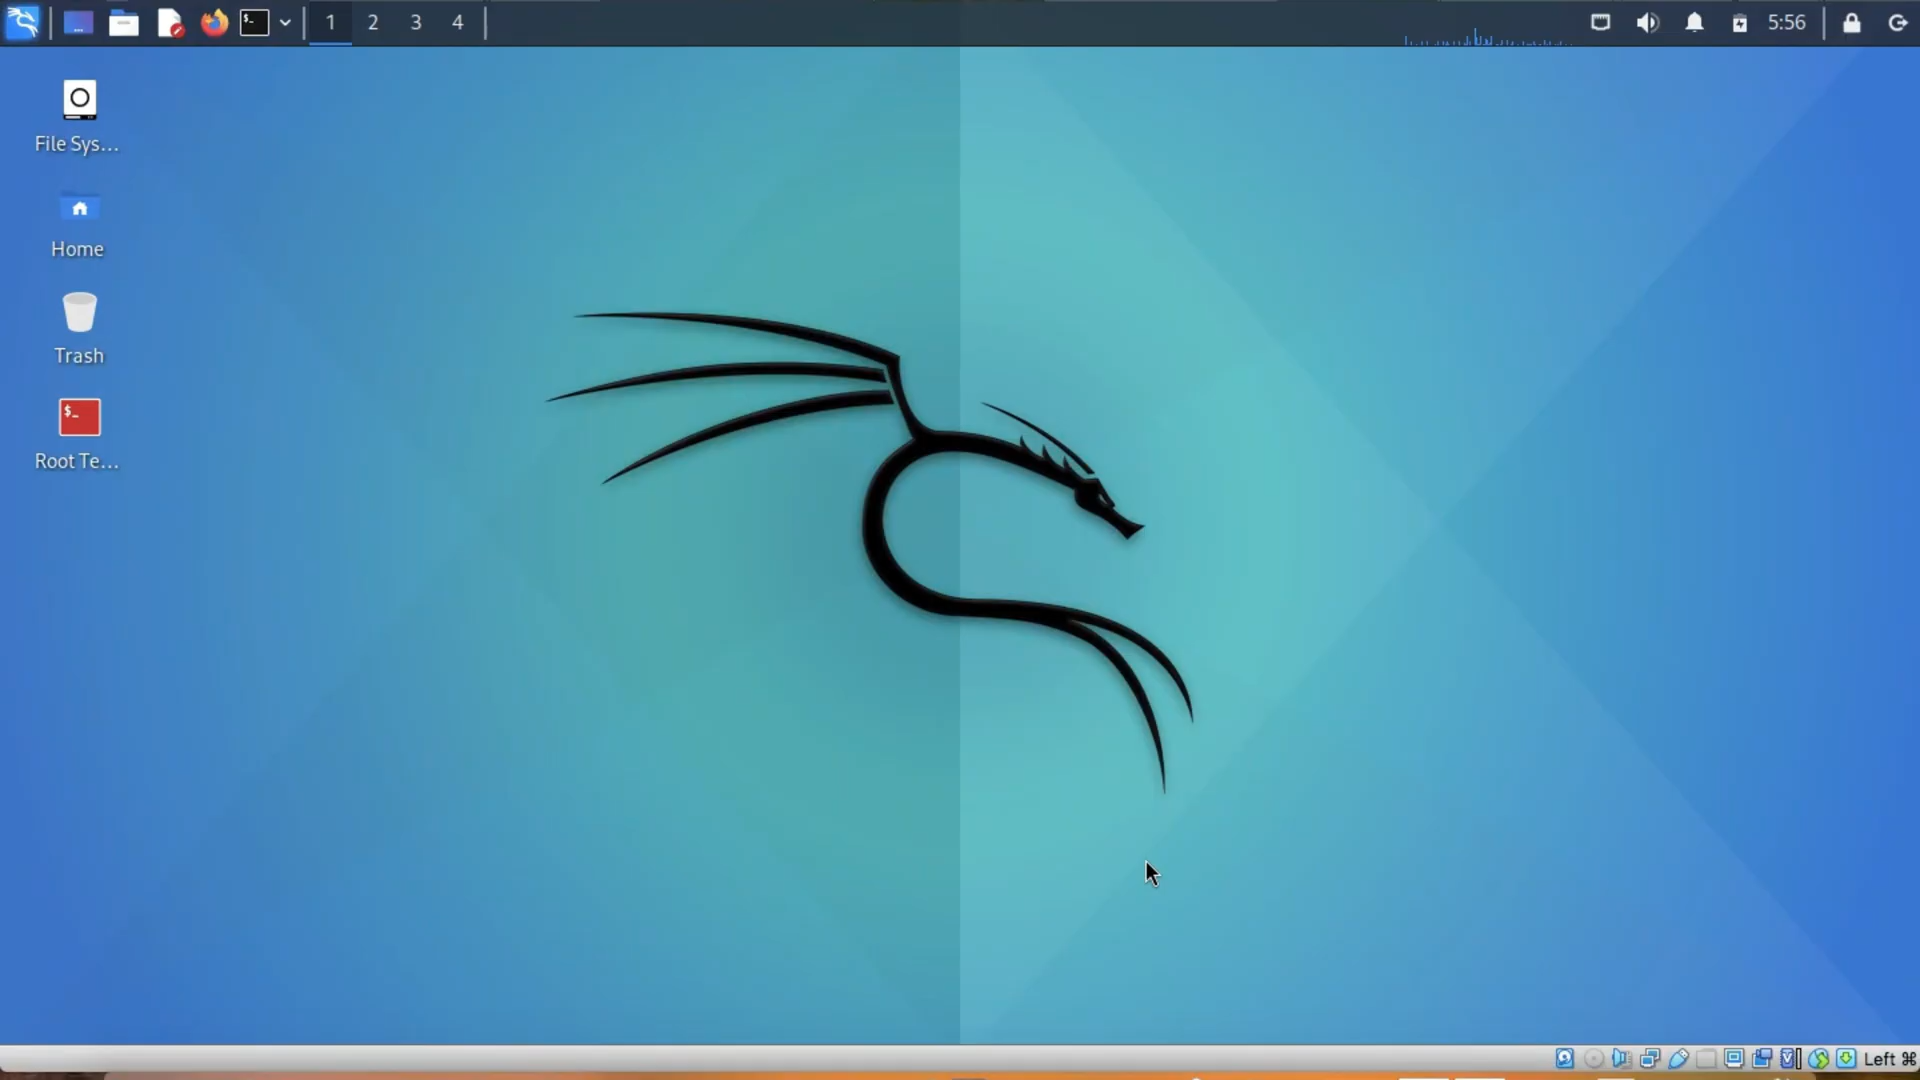 $_
1 2 3 4
5:56
File Sys...
Home
Trash
$_
Root Te...
Left ⌘